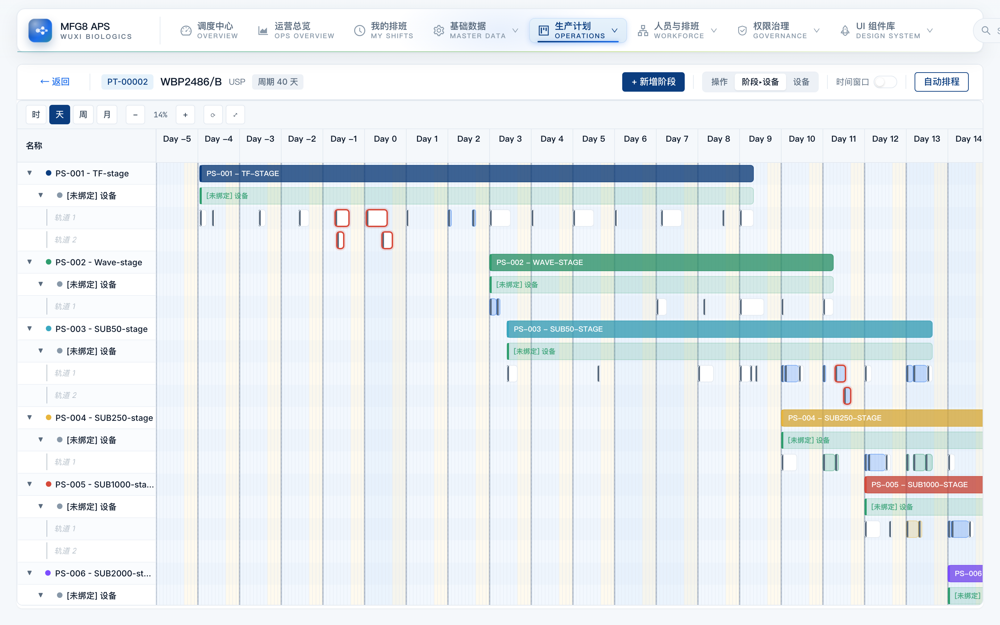 MFG8 APS
WUXI BIOLOGICS
调度中心
OVERVIEW
运营总览
OPS OVERVIEW
我的排班
MY SHIFTS
基础数据
MASTER DATA
生产计划
OPERATIONS
人员与排班
WORKFORCE
权限治理
GOVERNANCE
UI 组件库
DESIGN SYSTEM
← 返回
PT-00002
WBP2486/B
USP
周期 40 天
+ 新增阶段
操作
阶段▸设备
设备
时间窗口
自动排程
时
天
周
月
−
14%
+
名称
Day -5
Day -4
Day -3
Day -2
Day -1
Day 0
Day 1
Day 2
Day 3
Day 4
Day 5
Day 6
Day 7
Day 8
Day 9
Day 10
Day 11
Day 12
Day 13
Day 14
PS-001 - TF-stage
PS-001 - TF-STAGE
[未绑定] 设备
[未绑定] 设备
轨道 1
轨道 2
PS-002 - Wave-stage
PS-002 - WAVE-STAGE
[未绑定] 设备
[未绑定] 设备
轨道 1
PS-003 - SUB50-stage
PS-003 - SUB50-STAGE
[未绑定] 设备
[未绑定] 设备
轨道 1
轨道 2
PS-004 - SUB250-stage
PS-004 - SUB250-STAGE
[未绑定] 设备
[未绑定] 设备
轨道 1
PS-005 - SUB1000-sta...
PS-005 - SUB1000-STAGE
[未绑定] 设备
[未绑定] 设备
轨道 1
轨道 2
PS-006 - SUB2000-st...
PS-006
[未绑定] 设备
[未绑定]